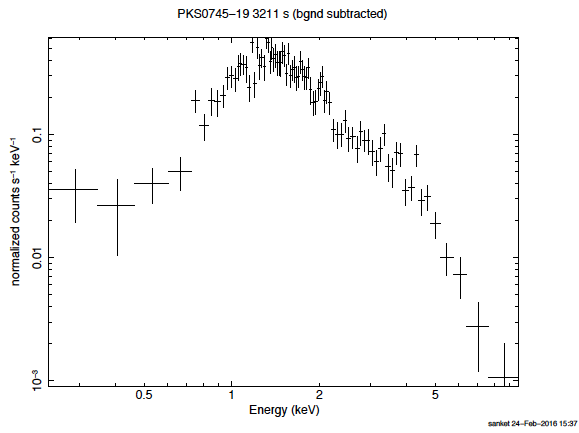 PKS0745−19 3211 s (bgnd subtracted)
normalized counts s⁻¹ keV⁻¹
0.1
0.01
10⁻³
0.5 1 2 5
Energy (keV)
sanket 24−Feb−2016 15:37